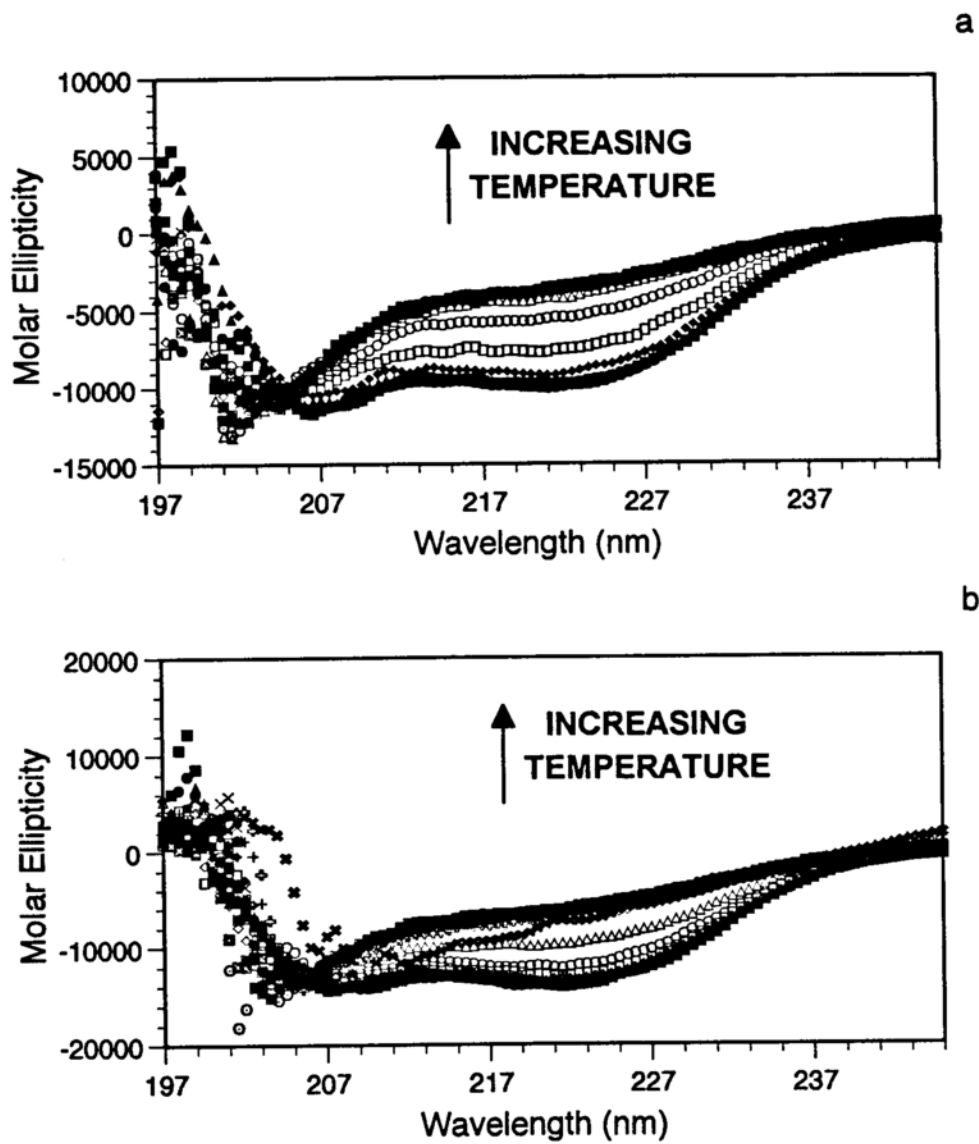 a
10000
5000
0
-5000
-10000
-15000
Molar Ellipticity
INCREASING
TEMPERATURE
197
207
217
227
237
Wavelength (nm)
b
20000
10000
0
-10000
-20000
Molar Ellipticity
INCREASING
TEMPERATURE
197
207
217
227
237
Wavelength (nm)